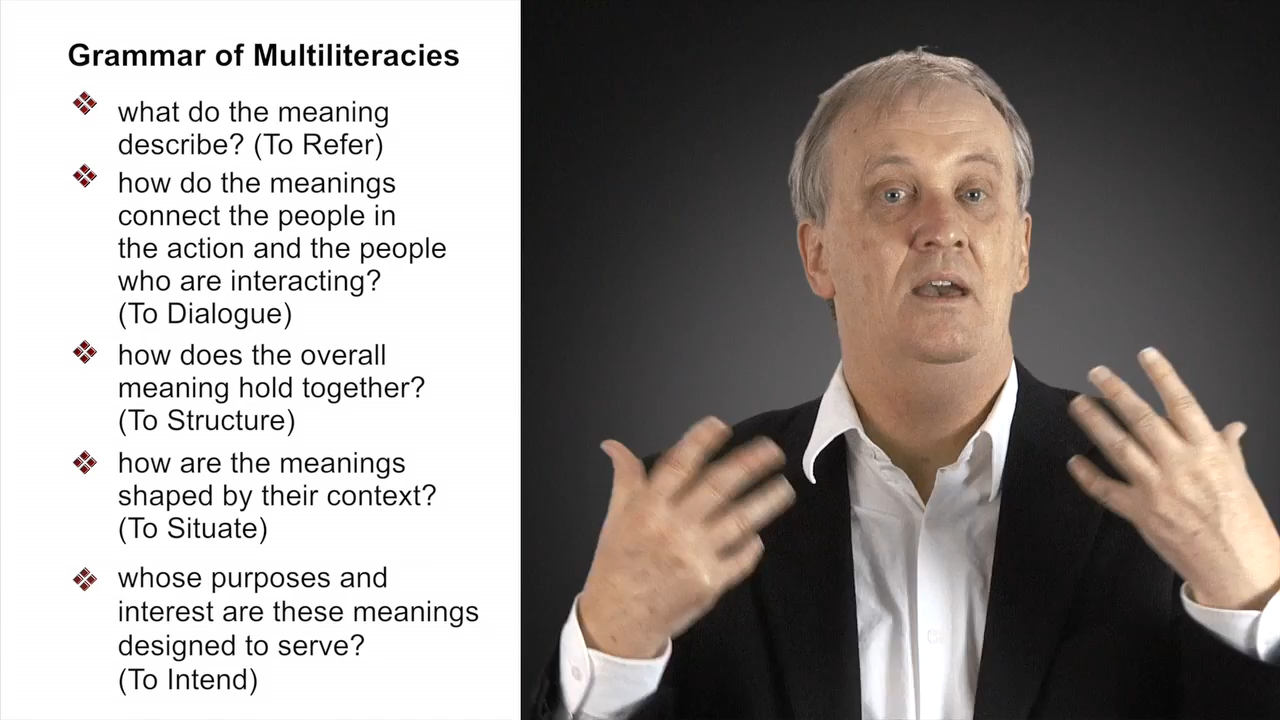 Grammar of Multiliteracies
what do the meaning
describe? (To Refer)
how do the meanings
connect the people in
the action and the people
who are interacting?
(To Dialogue)
how does the overall
meaning hold together?
(To Structure)
how are the meanings
shaped by their context?
(To Situate)
whose purposes and
interest are these meanings
designed to serve?
(To Intend)